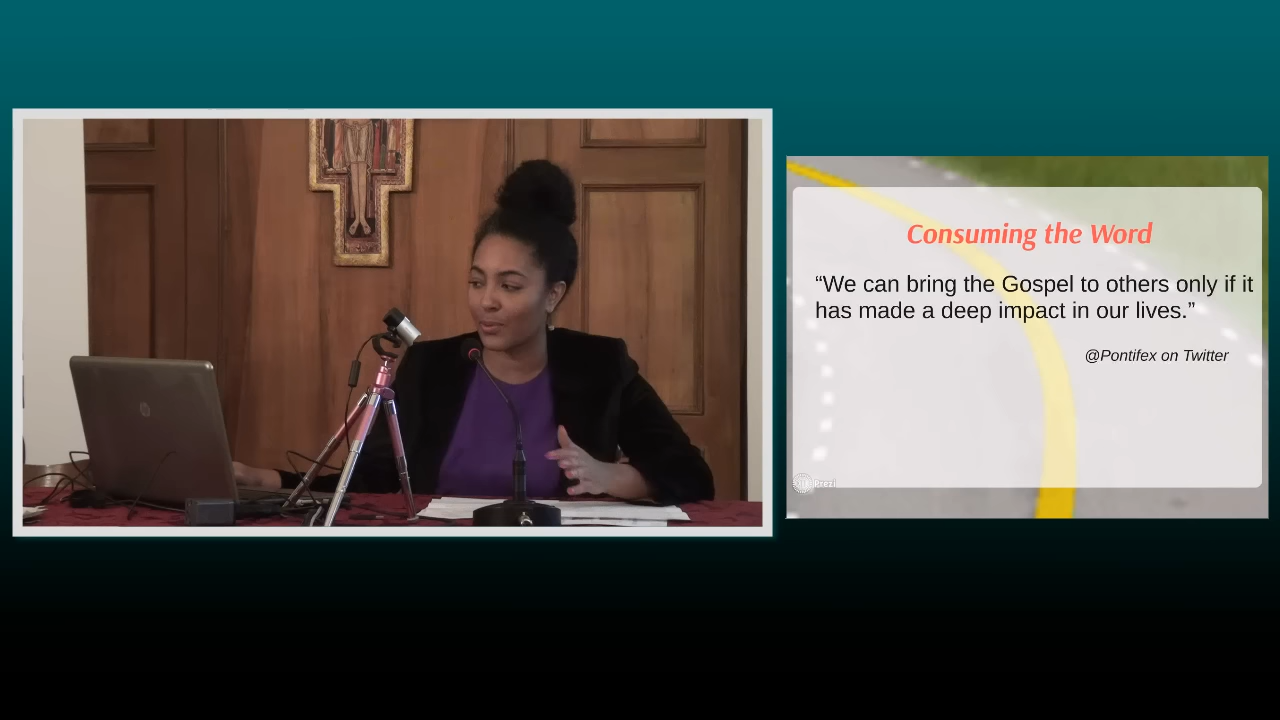 Consuming the Word
“We can bring the Gospel to others only if it
has made a deep impact in our lives.”
@Pontifex on Twitter
Prezi